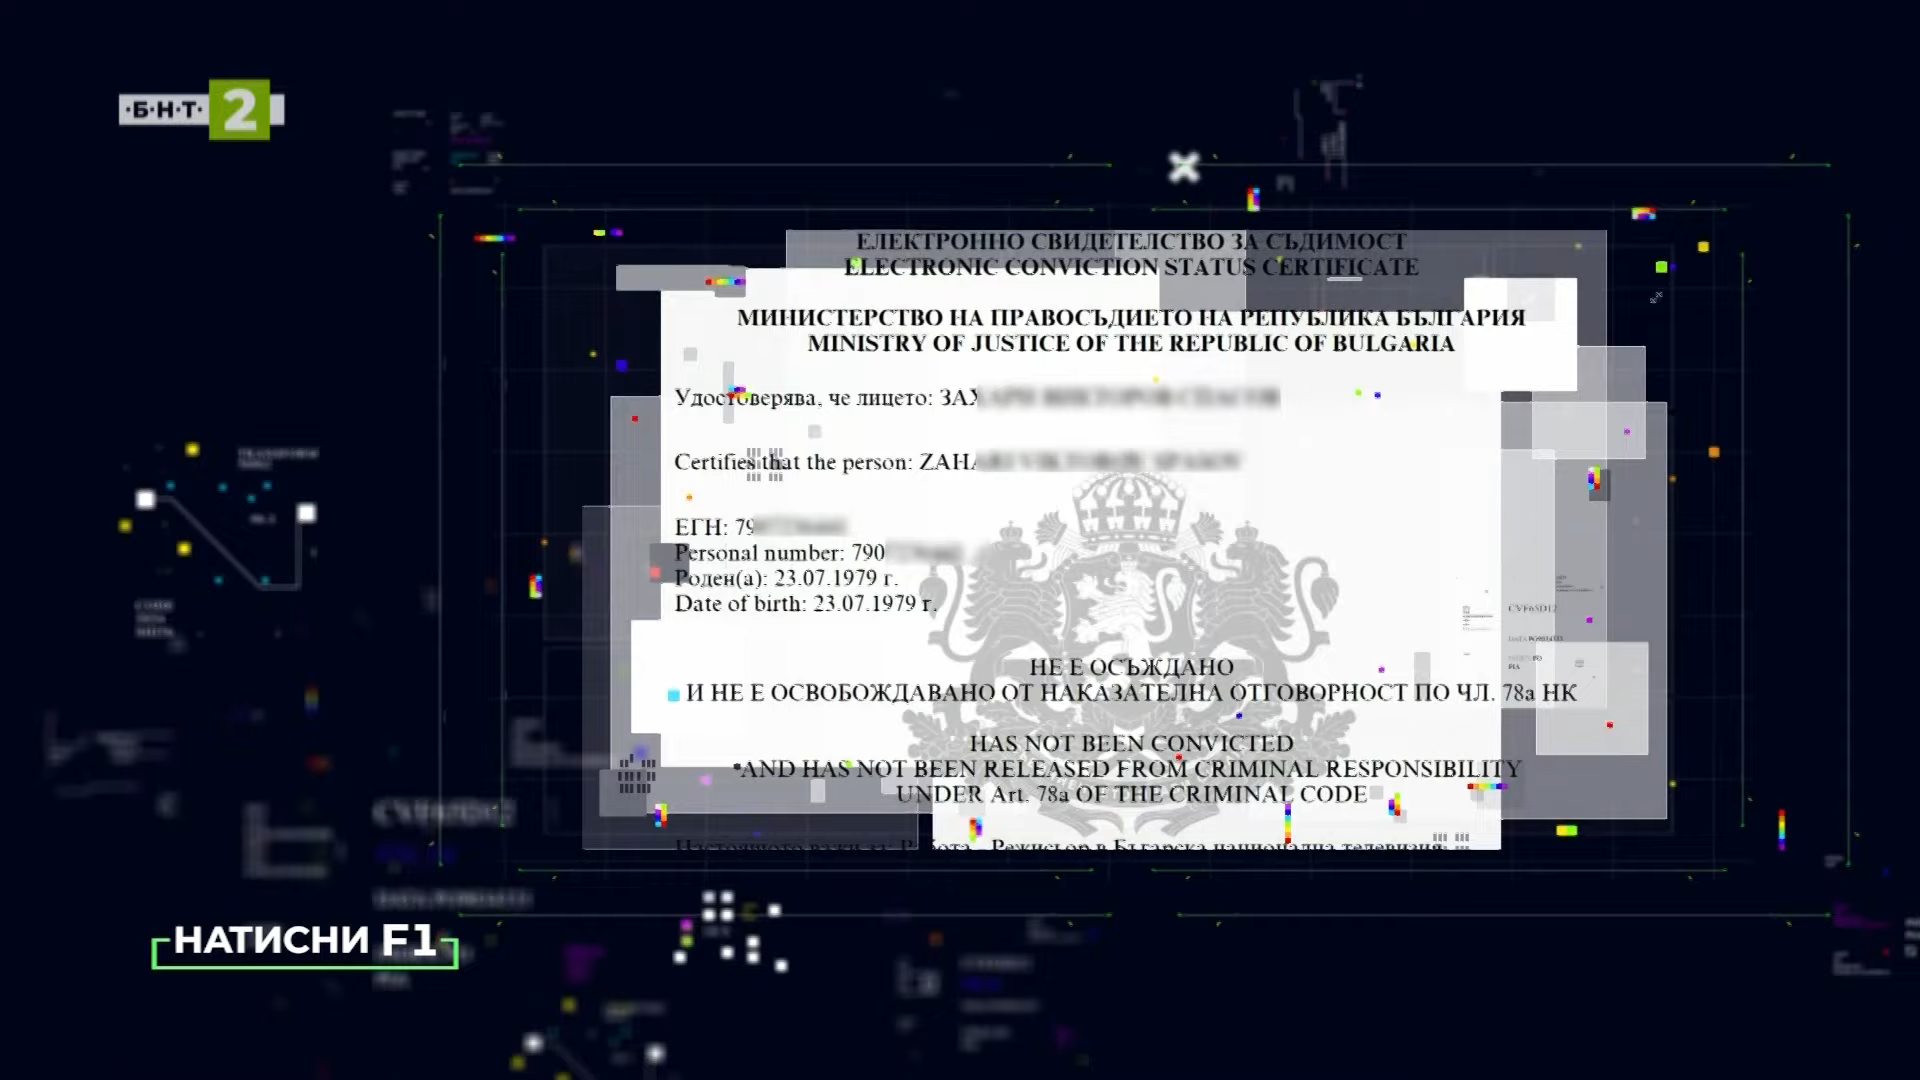 ·Б·Н·Т· 2
ЕЛЕКТРОННО СВИДЕТЕЛСТВО ЗА СЪДИМОСТ
ELECTRONIC CONVICTION STATUS CERTIFICATE
МИНИСТЕРСТВО НА ПРАВОСЪДИЕТО НА РЕПУБЛИКА БЪЛГАРИЯ
MINISTRY OF JUSTICE OF THE REPUBLIC OF BULGARIA
Удостоверява, че лицето: ЗАХ
Certifies that the person: ZAHA
ЕГН: 79
Personal number: 790
Роден(а): 23.07.1979 г.
Date of birth: 23.07.1979 г.
НЕ Е ОСЪЖДАНО
И НЕ Е ОСВОБОЖДАВАНО ОТ НАКАЗАТЕЛНА ОТГОВОРНОСТ ПО ЧЛ. 78а НК
HAS NOT BEEN CONVICTED
AND HAS NOT BEEN RELEASED FROM CRIMINAL RESPONSIBILITY
UNDER Art. 78a OF THE CRIMINAL CODE
Режисьор в Българска национална телевизия
НАТИСНИ F1